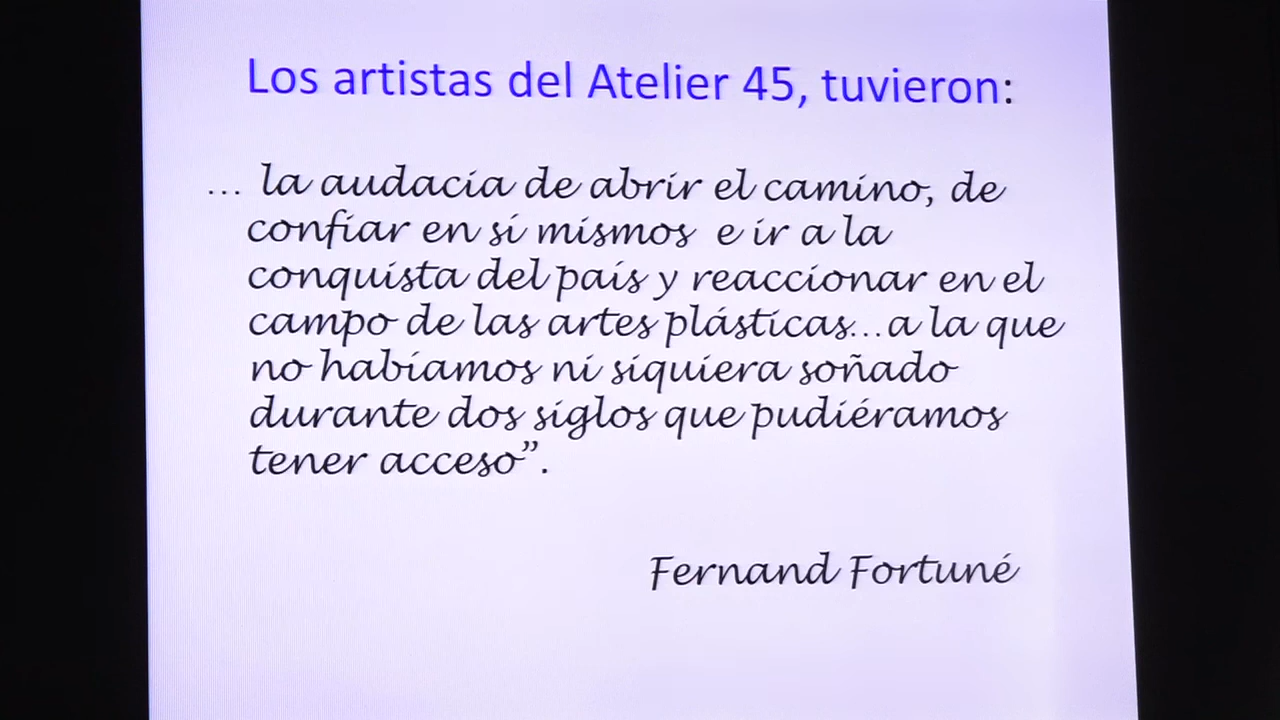 Los artistas del Atelier 45, tuvieron:
… la audacia de abrir el camino, de
confiar en sí mismos e ir a la
conquista del país y reaccionar en el
campo de las artes plásticas…a la que
no habíamos ni siquiera soñado
durante dos siglos que pudiéramos
tener acceso”.
Fernand Fortuné